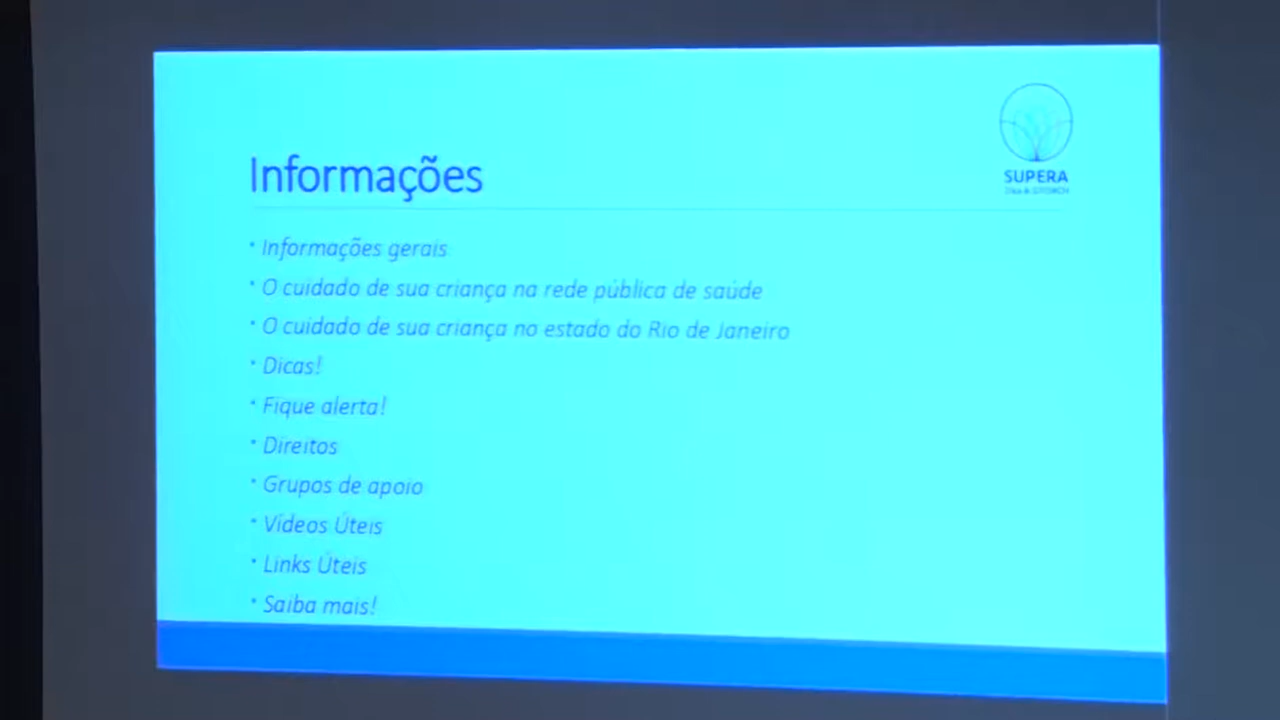 SUPERA
Informações
• Informações gerais
• O cuidado de sua criança na rede pública de saúde
• O cuidado de sua criança no estado do Rio de Janeiro
• Dicas!
• Fique alerta!
• Direitos
• Grupos de apoio
• Vídeos Úteis
• Links Úteis
• Saiba mais!